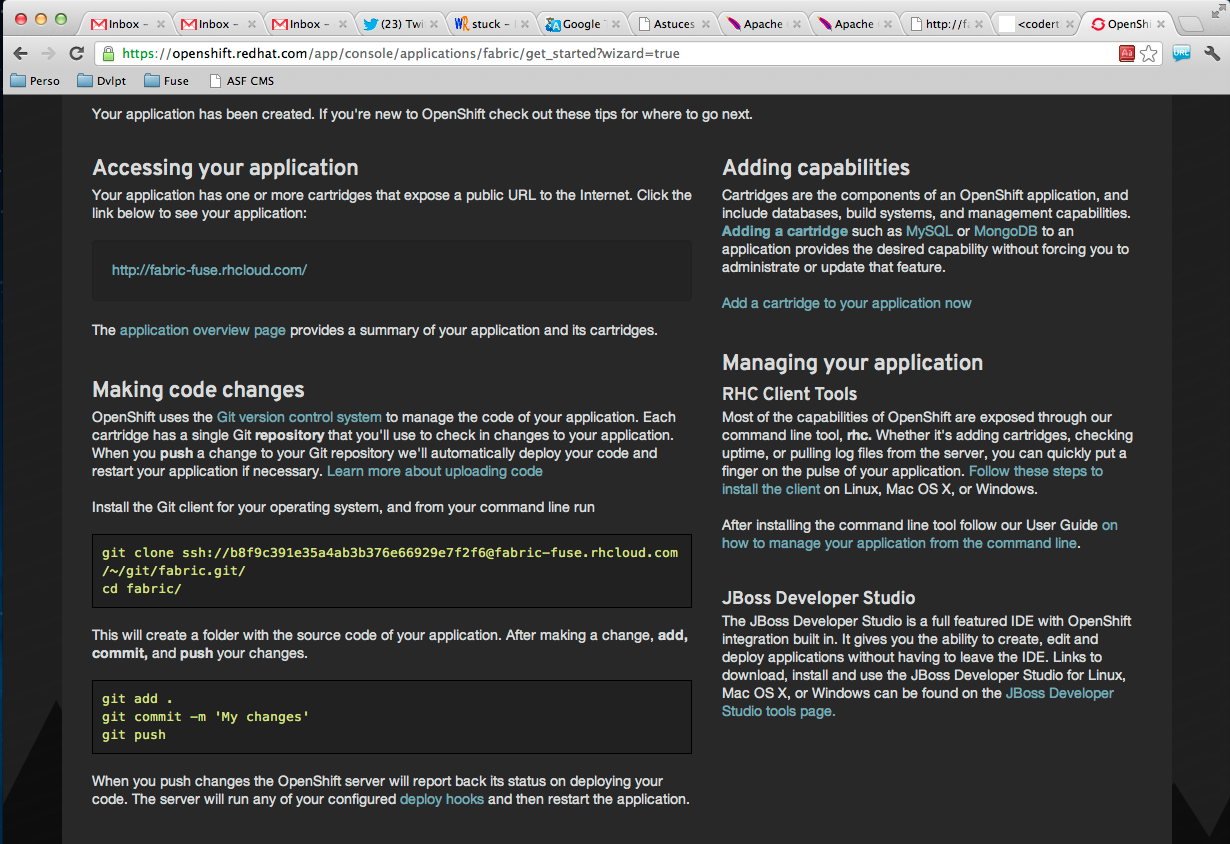 Inbox –
Inbox –
Inbox –
(23) Twi
stuck –
Google
Astuces
Apache
Apache
http://fa
<codert
OpenShi
https://openshift.redhat.com/app/console/applications/fabric/get_started?wizard=true
Perso
Dvlpt
Fuse
ASF CMS
Your application has been created. If you're new to OpenShift check out these tips for where to go next.
Accessing your application
Your application has one or more cartridges that expose a public URL to the Internet. Click the
link below to see your application:
http://fabric-fuse.rhcloud.com/
The application overview page provides a summary of your application and its cartridges.
Making code changes
OpenShift uses the Git version control system to manage the code of your application. Each
cartridge has a single Git repository that you'll use to check in changes to your application.
When you push a change to your Git repository we'll automatically deploy your code and
restart your application if necessary. Learn more about uploading code
Install the Git client for your operating system, and from your command line run
git clone ssh://b8f9c391e35a4ab3b376e66929e7f2f6@fabric-fuse.rhcloud.com
/~/git/fabric.git/
cd fabric/
This will create a folder with the source code of your application. After making a change, add,
commit, and push your changes.
git add .
git commit -m 'My changes'
git push
When you push changes the OpenShift server will report back its status on deploying your
code. The server will run any of your configured deploy hooks and then restart the application.
Adding capabilities
Cartridges are the components of an OpenShift application, and
include databases, build systems, and management capabilities.
Adding a cartridge such as MySQL or MongoDB to an
application provides the desired capability without forcing you to
administrate or update that feature.
Add a cartridge to your application now
Managing your application
RHC Client Tools
Most of the capabilities of OpenShift are exposed through our
command line tool, rhc. Whether it's adding cartridges, checking
uptime, or pulling log files from the server, you can quickly put a
finger on the pulse of your application. Follow these steps to
install the client on Linux, Mac OS X, or Windows.
After installing the command line tool follow our User Guide on
how to manage your application from the command line.
JBoss Developer Studio
The JBoss Developer Studio is a full featured IDE with OpenShift
integration built in. It gives you the ability to create, edit and
deploy applications without having to leave the IDE. Links to
download, install and use the JBoss Developer Studio for Linux,
Mac OS X, or Windows can be found on the JBoss Developer
Studio tools page.